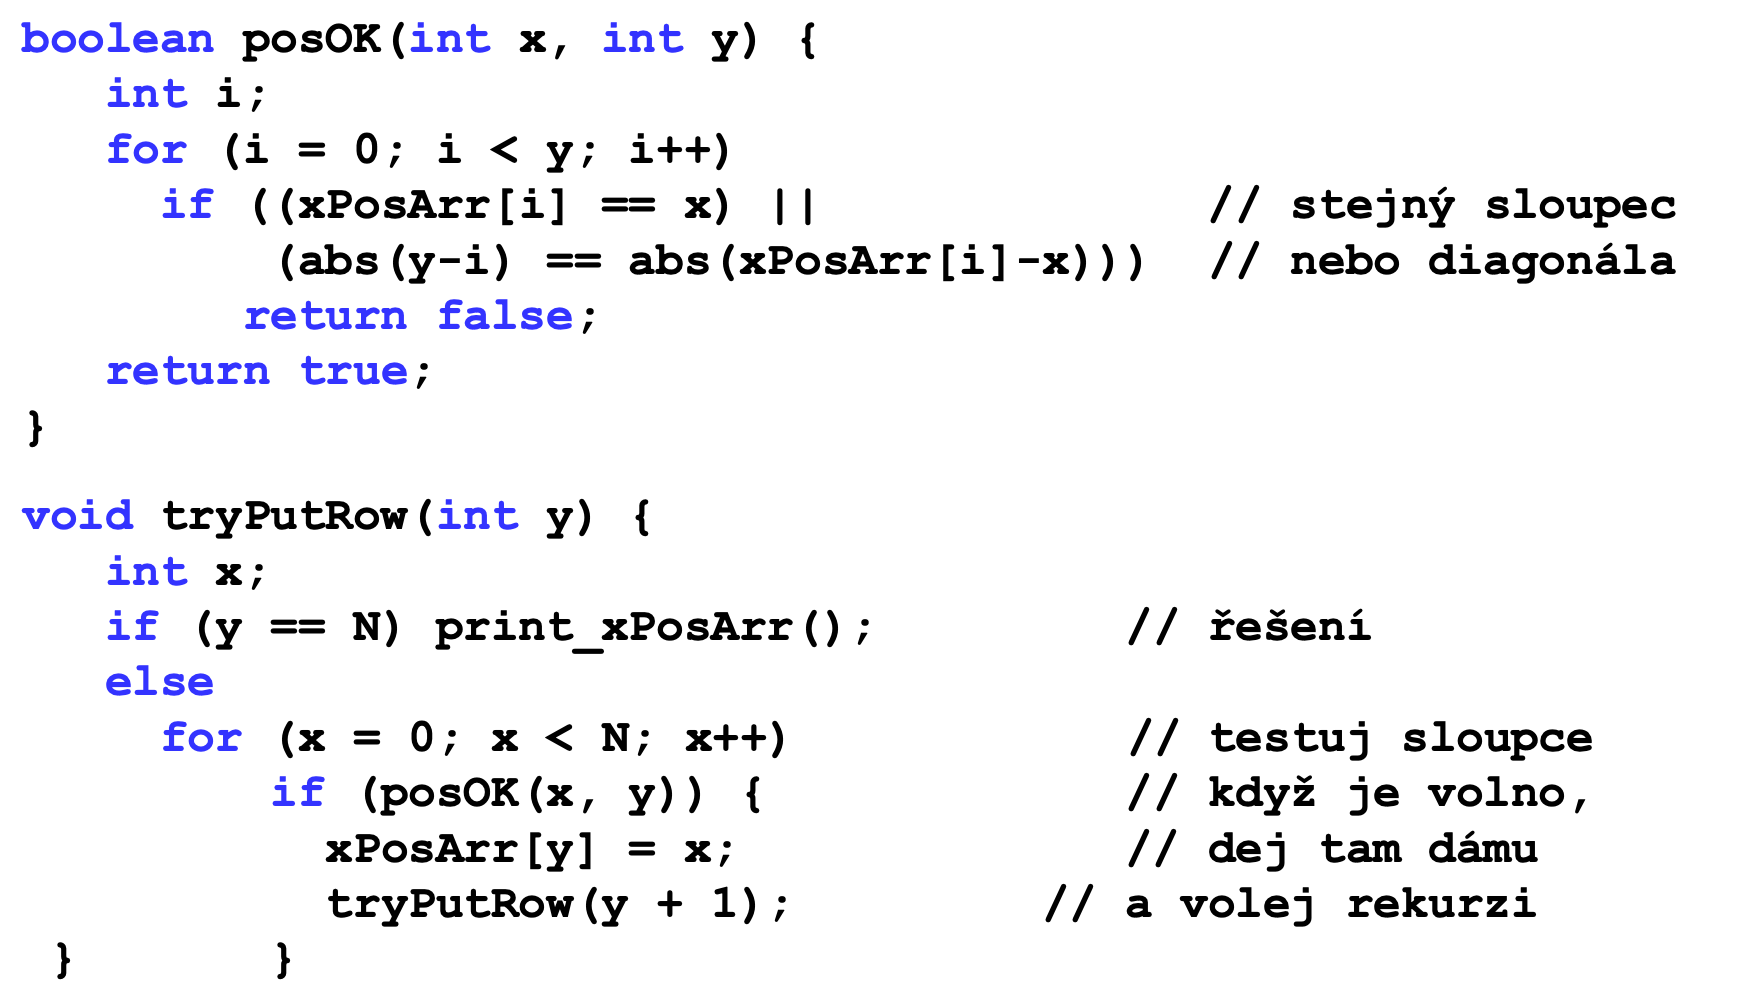 boolean posOK(int x, int y) {
int i;
for (i = 0; i < y; i++)
if ((xPosArr[i] == x) || // stejný sloupec
(abs(y-i) == abs(xPosArr[i]-x))) // nebo diagonála
return false;
return true;
}
void tryPutRow(int y) {
int x;
if (y == N) print_xPosArr(); // řešení
else
for (x = 0; x < N; x++) // testuj sloupce
if (posOK(x, y)) { // když je volno,
xPosArr[y] = x; // dej tam dámu
tryPutRow(y + 1); // a volej rekurzi
} }